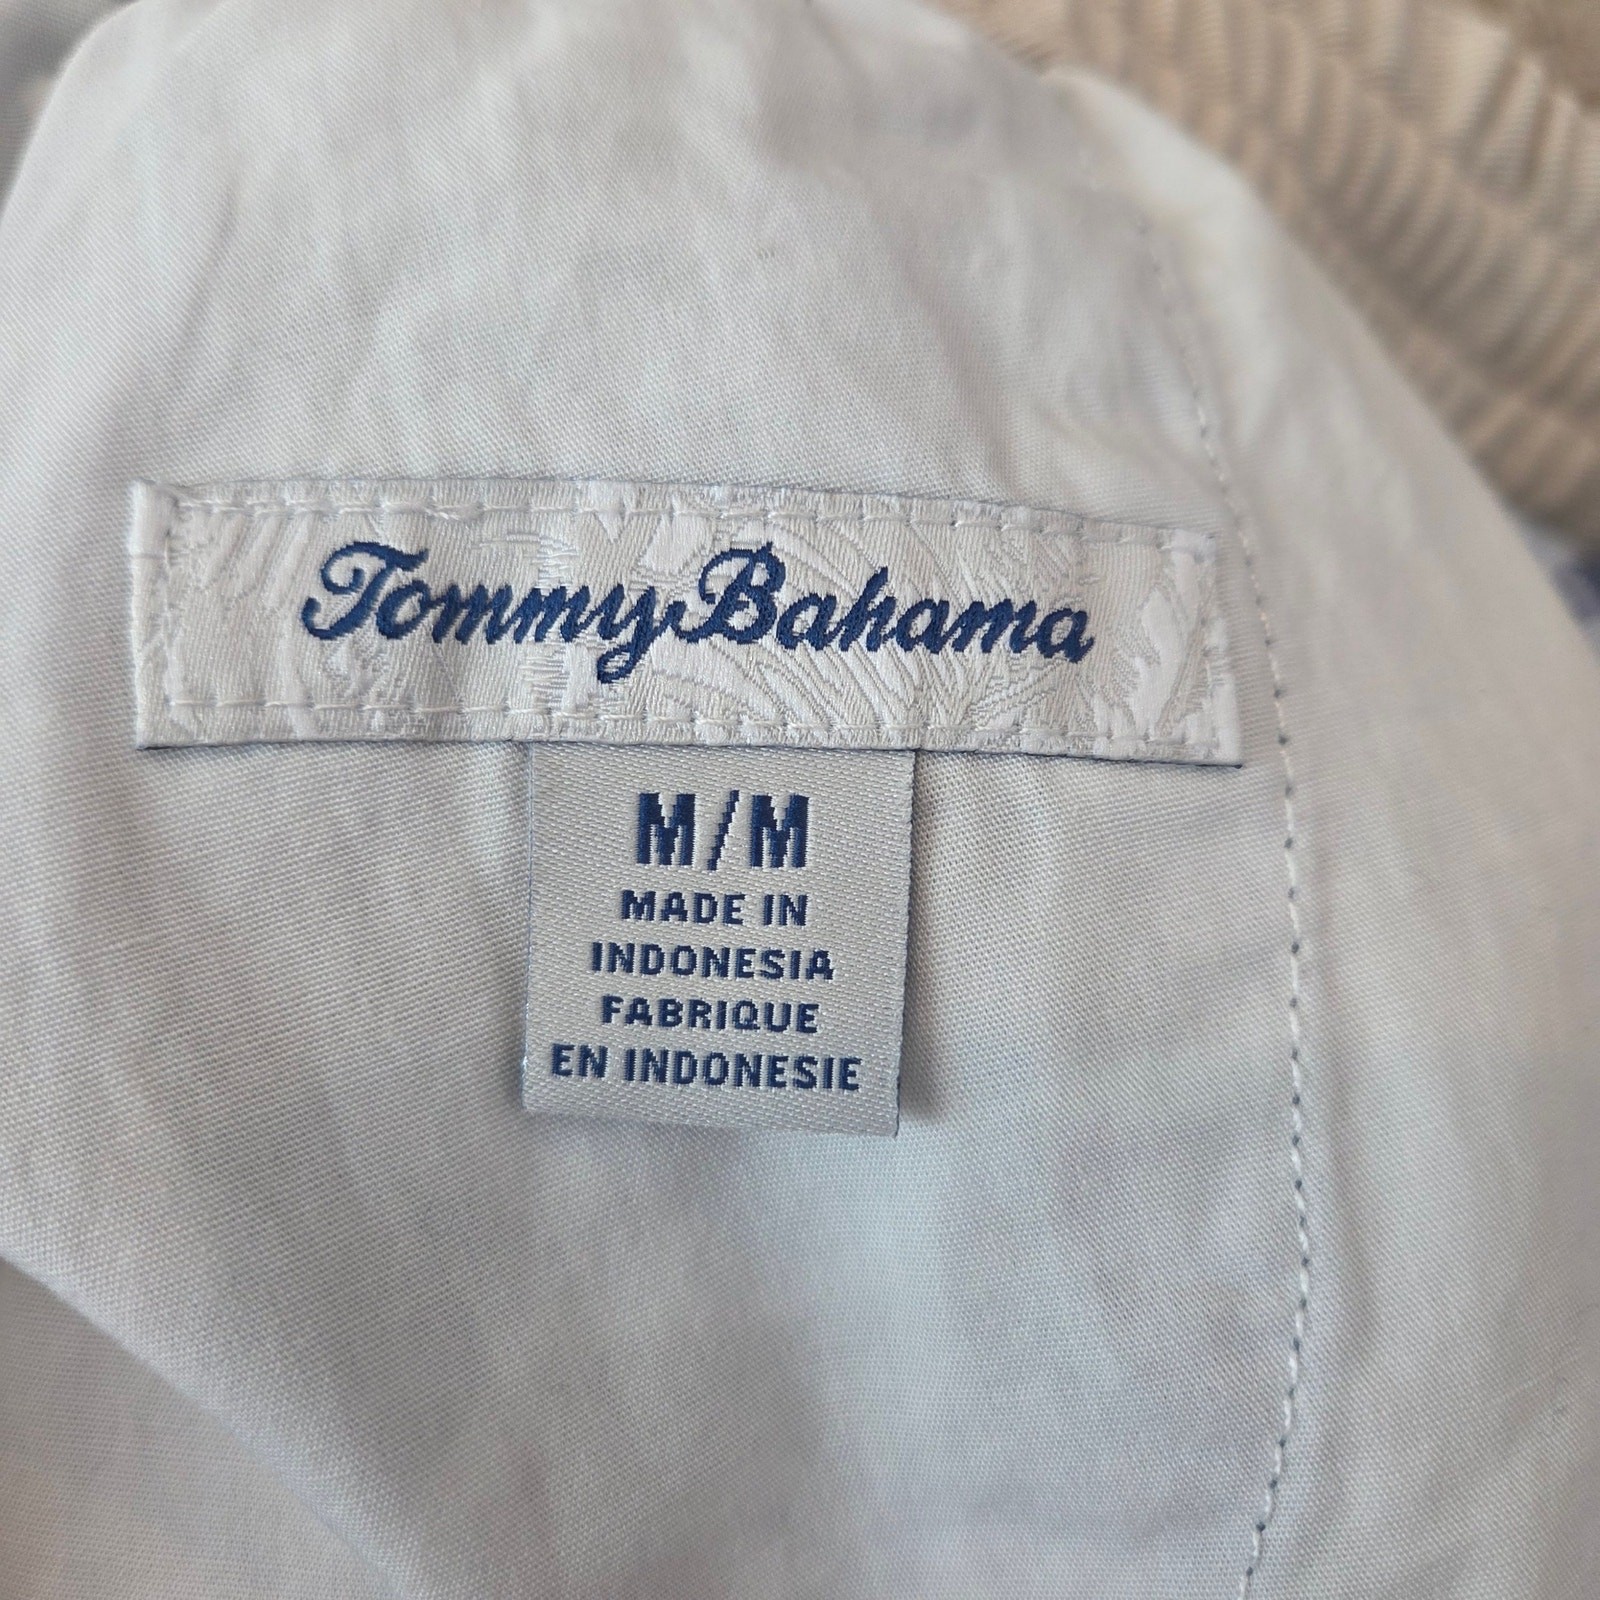 Tommy Bahama
M/M
MADE IN
INDONESIA
FABRIQUE
EN INDONESIE